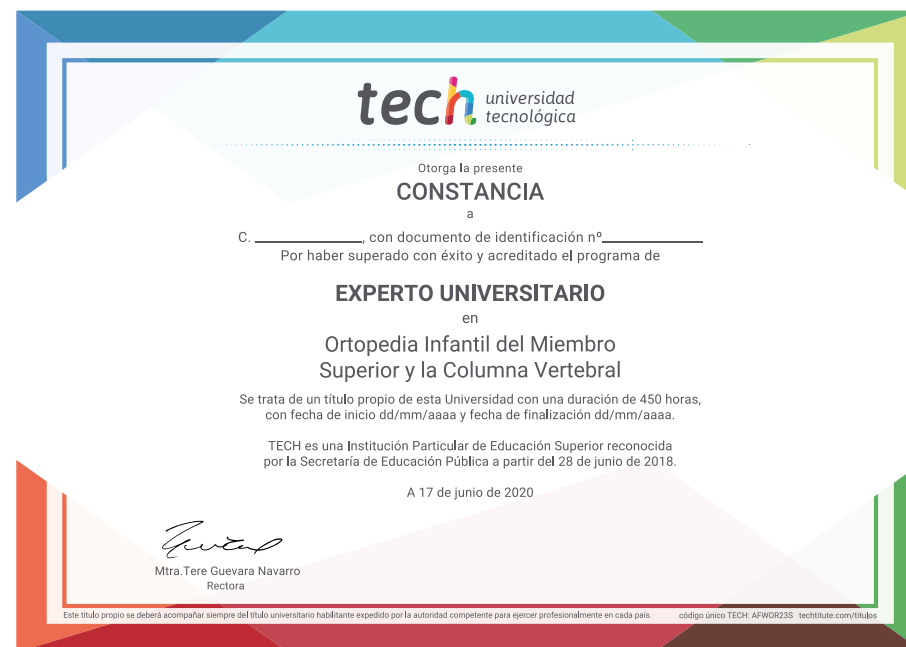 tech universidad
tecnológica
Otorga la presente
CONSTANCIA
a
C. ____________, con documento de identificación nº____________
Por haber superado con éxito y acreditado el programa de
EXPERTO UNIVERSITARIO
en
Ortopedia Infantil del Miembro
Superior y la Columna Vertebral
Se trata de un título propio de esta Universidad con una duración de 450 horas,
con fecha de inicio dd/mm/aaaa y fecha de finalización dd/mm/aaaa.
TECH es una Institución Particular de Educación Superior reconocida
por la Secretaría de Educación Pública a partir del 28 de junio de 2018.
A 17 de junio de 2020
Mtra.Tere Guevara Navarro
Rectora
Este título propio se deberá acompañar siempre del título universitario habilitante expedido por la autoridad competente para ejercer profesionalmente en cada país. código único TECH: AFWOR23S techtitute.com/titulos